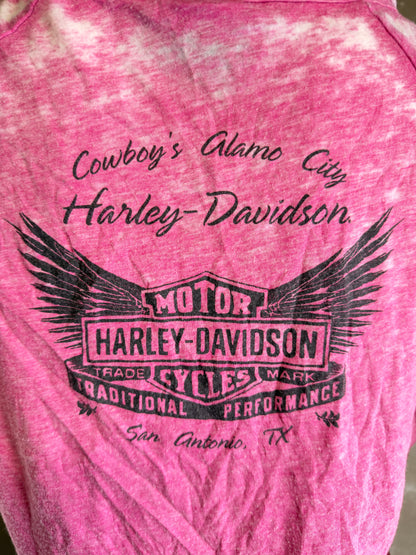 Cowboy's Alamo City
Harley-Davidson
MOTOR
HARLEY-DAVIDSON
TRADE MARK
CYCLES
TRADITIONAL PERFORMANCE
San Antonio, TX